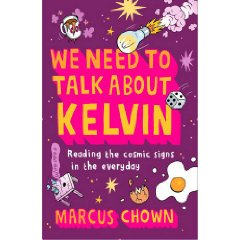 WE NEED TO
TALK ABOUT
KELVIN
Reading the cosmic signs
in the everyday
MARCUS CHOWN